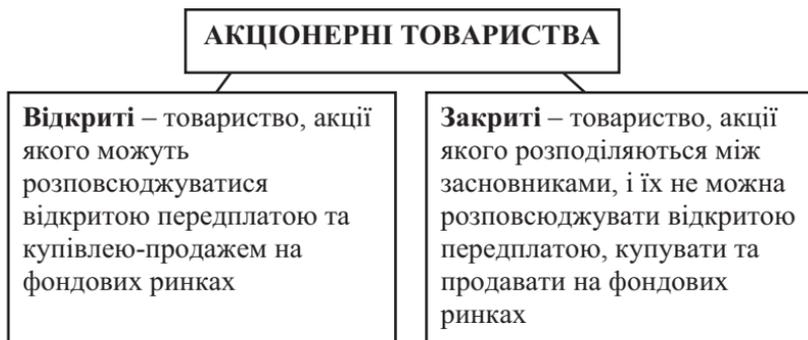 АКЦІОНЕРНІ ТОВАРИСТВА
Відкриті – товариство, акції
якого можуть
розповсюджуватися
відкритою передплатою та
купівлею-продажем на
фондових ринках
Закриті – товариство, акції
якого розподіляються між
засновниками, і їх не можна
розповсюджувати відкритою
передплатою, купувати та
продавати на фондових
ринках